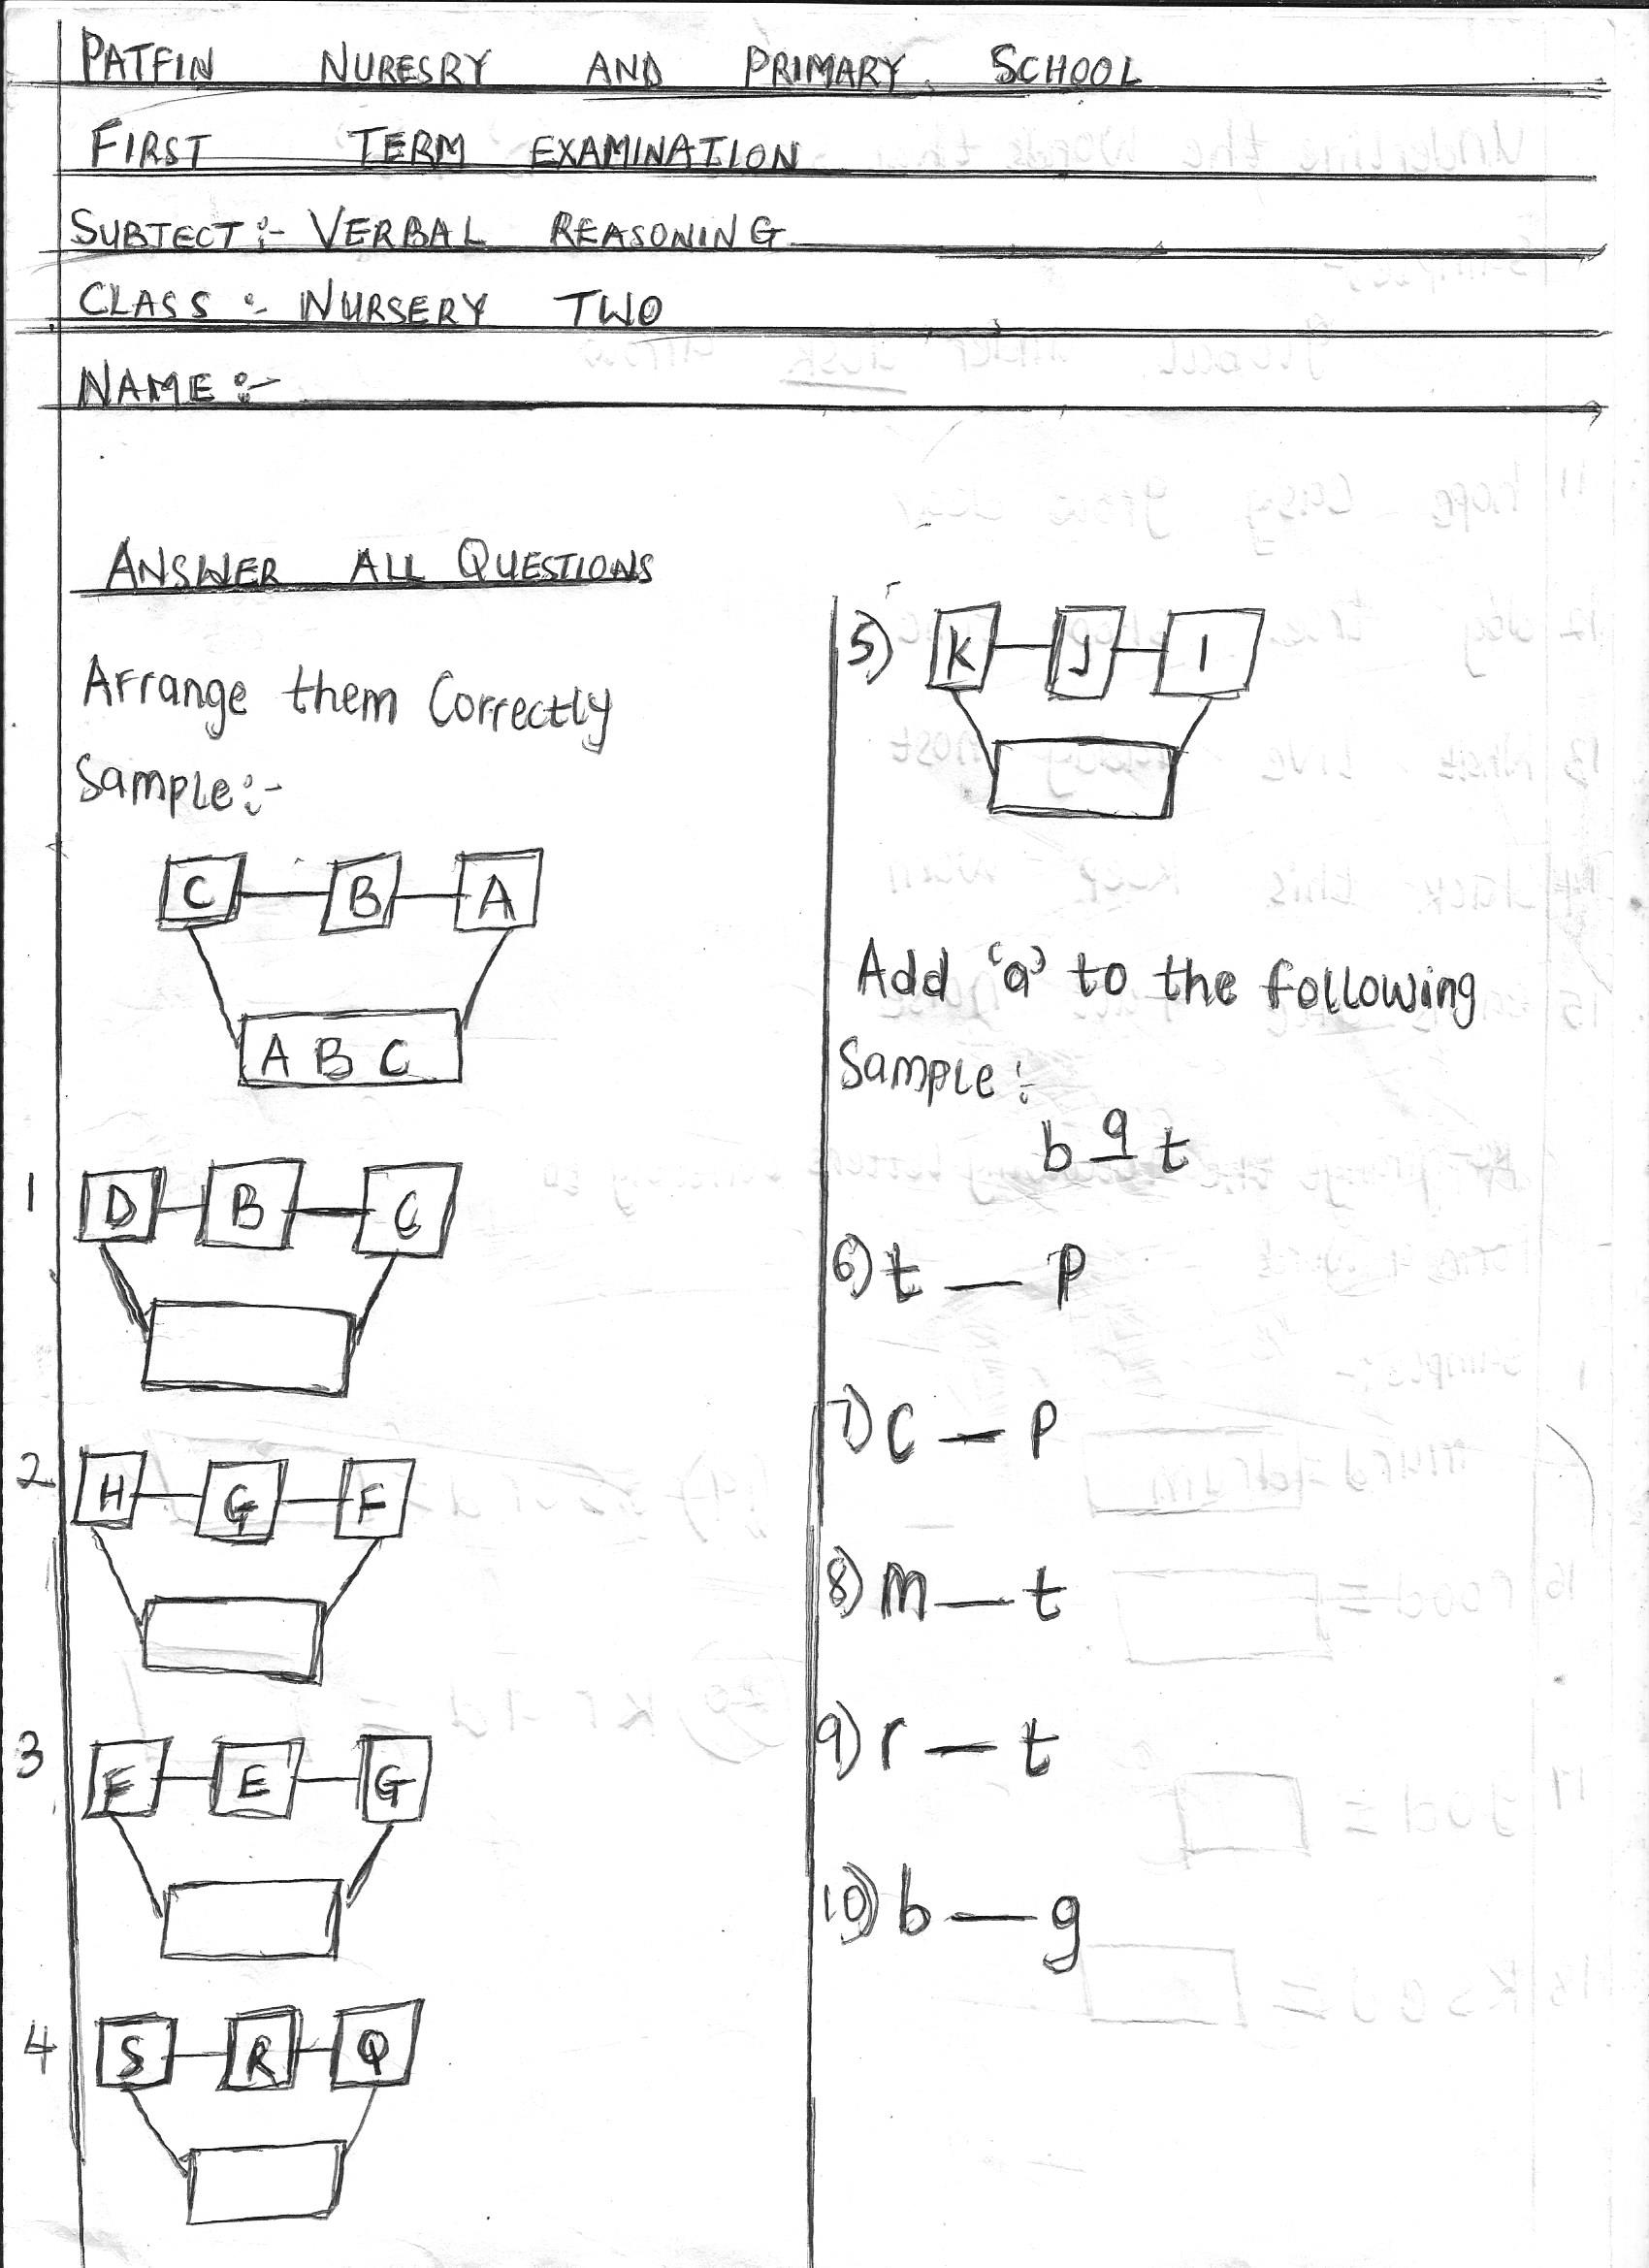 PATFIN NURESRY AND PRIMARY SCHOOL
FIRST TERM EXAMINATION
SUBJECT:- VERBAL REASONING
CLASS:- NURSERY TWO
NAME:-
ANSWER ALL QUESTIONS
Arrange them Correctly
Sample:-
C B A
A B C
1 D B C
2 H G F
3 F E G
4 S R Q
5) K J I
Add 'a' to the following
Sample:-
b a t
6) t — p
7) c — p
8) m — t
9) r — t
10) b — g